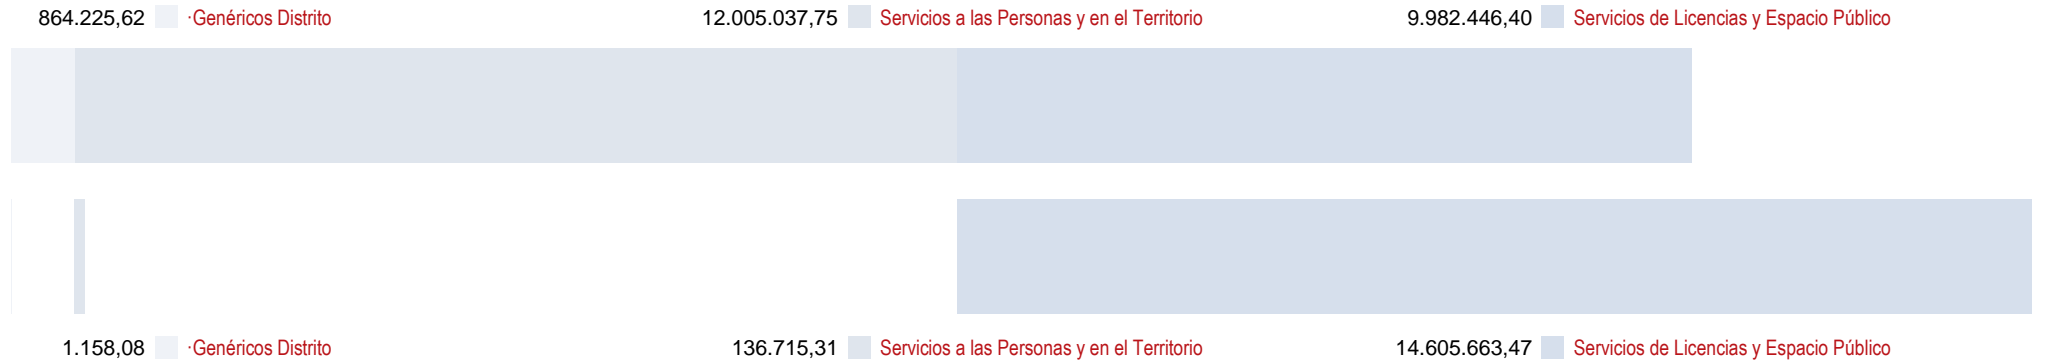 864.225,62 ·Genéricos Distrito 12.005.037,75 Servicios a las Personas y en el Territorio 9.982.446,40 Servicios de Licencias y Espacio Público
1.158,08 ·Genéricos Distrito 136.715,31 Servicios a las Personas y en el Territorio 14.605.663,47 Servicios de Licencias y Espacio Público